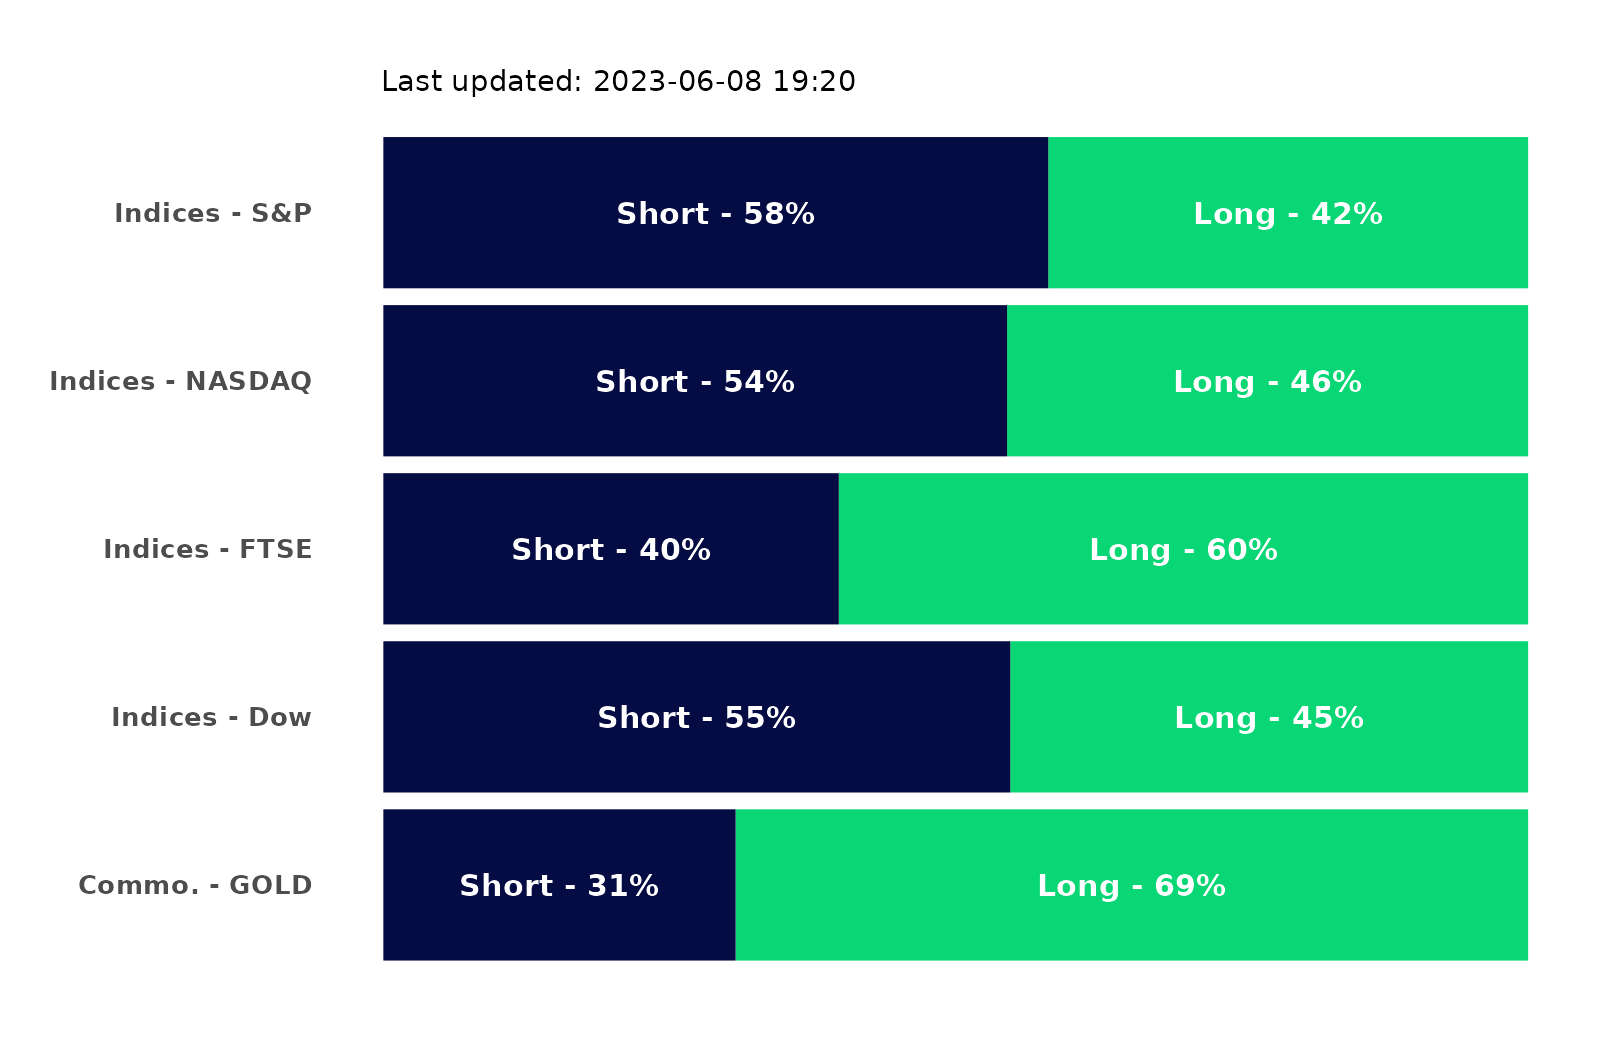 Last updated: 2023-06-08 19:20
Indices - S&P Short - 58% Long - 42%
Indices - NASDAQ Short - 54% Long - 46%
Indices - FTSE Short - 40% Long - 60%
Indices - Dow Short - 55% Long - 45%
Commo. - GOLD Short - 31% Long - 69%